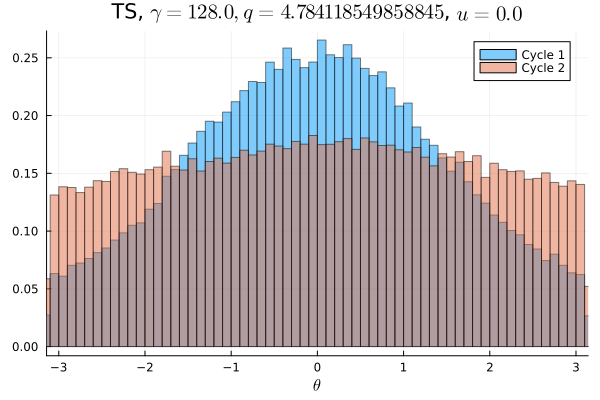 TS, γ = 128.0, q = 4.784118549858845, u = 0.0
Cycle 1
Cycle 2
0.25
0.20
0.15
0.10
0.05
0.00
−3 −2 −1 0 1 2 3
θ